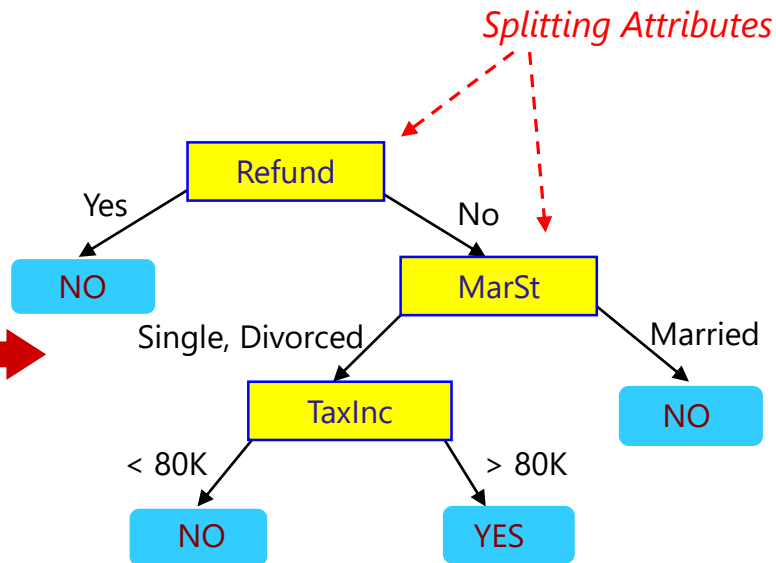 Splitting Attributes
Refund
Yes
No
NO
MarSt
Single, Divorced
Married
TaxInc
NO
< 80K
> 80K
NO
YES